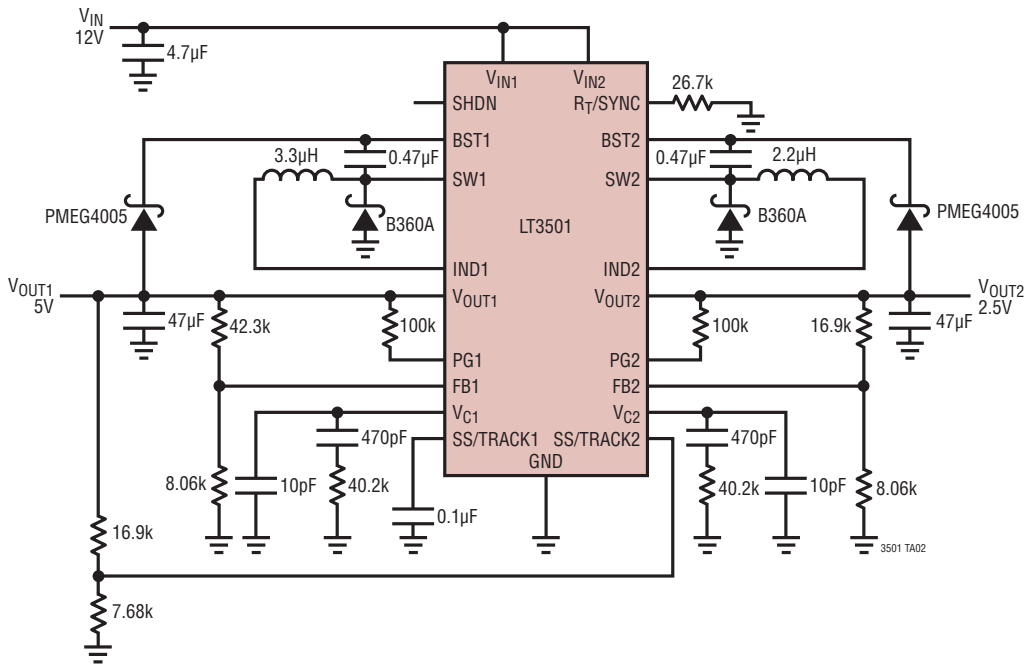 VIN
12V
4.7µF
VIN1
VIN2
SHDN
RT/SYNC
26.7k
BST1
BST2
3.3µH
0.47µF
0.47µF
2.2µH
SW1
SW2
PMEG4005
B360A
LT3501
B360A
PMEG4005
IND1
IND2
VOUT1
5V
VOUT1
VOUT2
VOUT2
2.5V
47µF
42.3k
100k
100k
16.9k
47µF
PG1
PG2
FB1
FB2
VC1
VC2
470pF
SS/TRACK1
SS/TRACK2
470pF
GND
8.06k
10pF
40.2k
40.2k
10pF
8.06k
0.1µF
16.9k
3501 TA02
7.68k